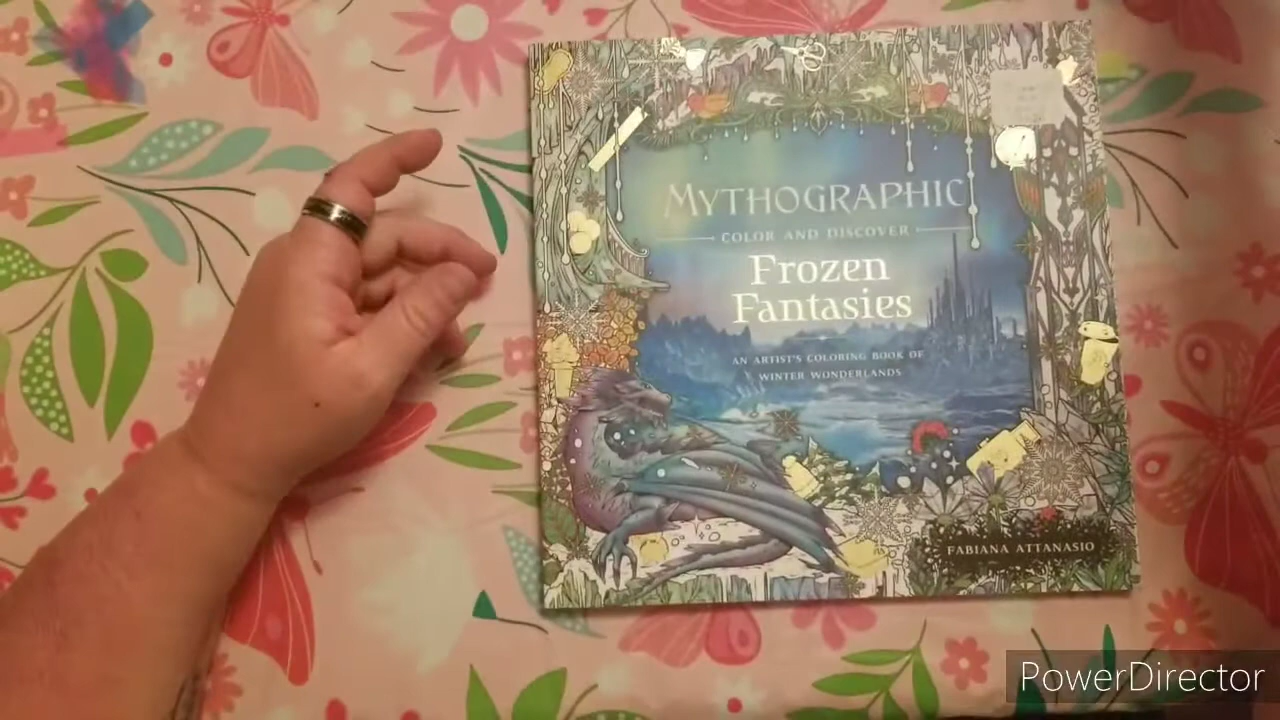 MYTHOGRAPHIC
COLOR AND DISCOVER
Frozen
Fantasies
AN ARTIST'S COLORING BOOK OF
WINTER WONDERLANDS
FABIANA ATTANASIO
PowerDirector